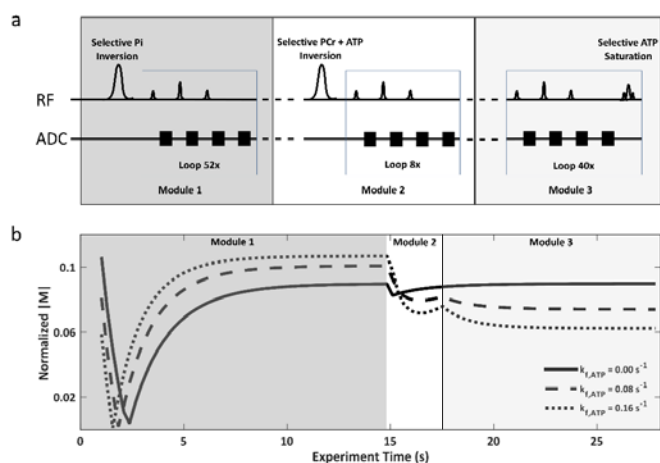 a
Selective Pi
Inversion
Selective PCr + ATP
Inversion
Selective ATP
Saturation
RF
ADC
Loop 52x
Loop 8x
Loop 40x
Module 1
Module 2
Module 3
b
Module 1
Module 2
Module 3
Normalized |M|
0.1
0.06
0.02
k f,ATP = 0.00 s⁻¹
k f,ATP = 0.08 s⁻¹
k f,ATP = 0.16 s⁻¹
0 5 10 15 20 25
Experiment Time (s)